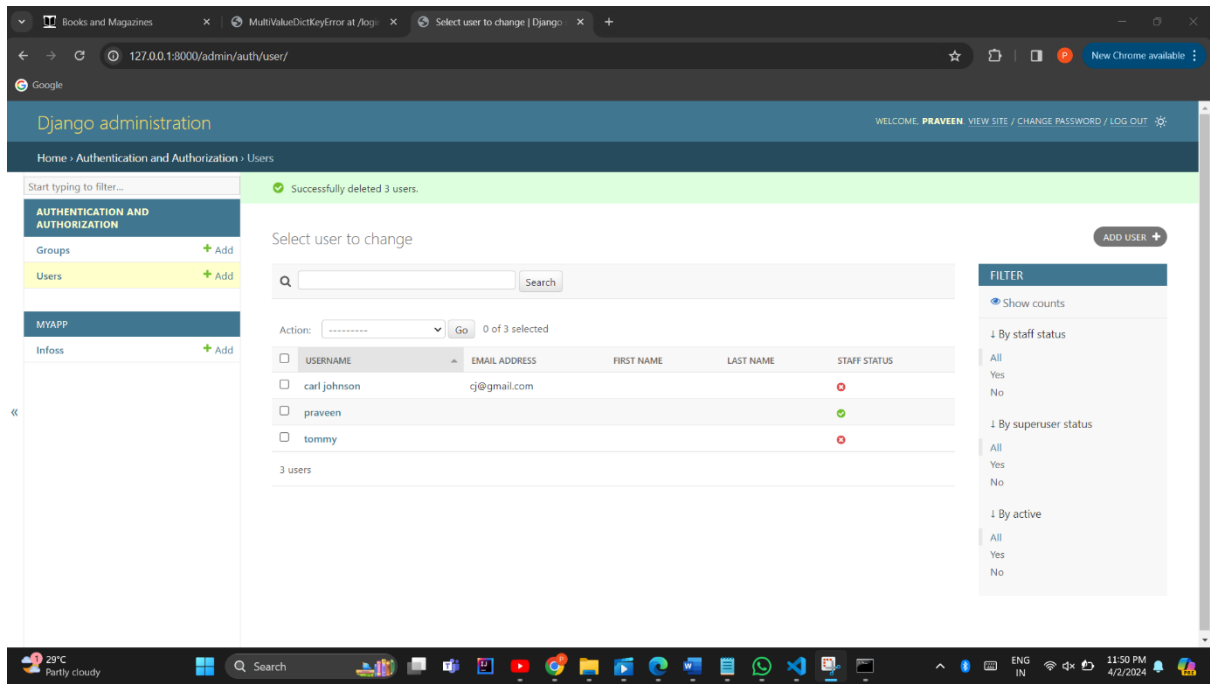 Books and Magazines
MultiValueDictKeyError at /logi
Select user to change | Django
127.0.0.1:8000/admin/auth/user/
New Chrome available
Google
Django administration
WELCOME, PRAVEEN. VIEW SITE / CHANGE PASSWORD / LOG OUT
Home › Authentication and Authorization › Users
Start typing to filter...
AUTHENTICATION AND
AUTHORIZATION
Groups + Add
Users + Add
MYAPP
Infoss + Add
Successfully deleted 3 users.
Select user to change
ADD USER +
Search
Action: --------- Go 0 of 3 selected
USERNAME EMAIL ADDRESS FIRST NAME LAST NAME STAFF STATUS
carl johnson cj@gmail.com
praveen
tommy
3 users
FILTER
Show counts
↓ By staff status
All
Yes
No
↓ By superuser status
All
Yes
No
↓ By active
All
Yes
No
29°C
Partly cloudy
Search
ENG
IN
11:50 PM
4/2/2024